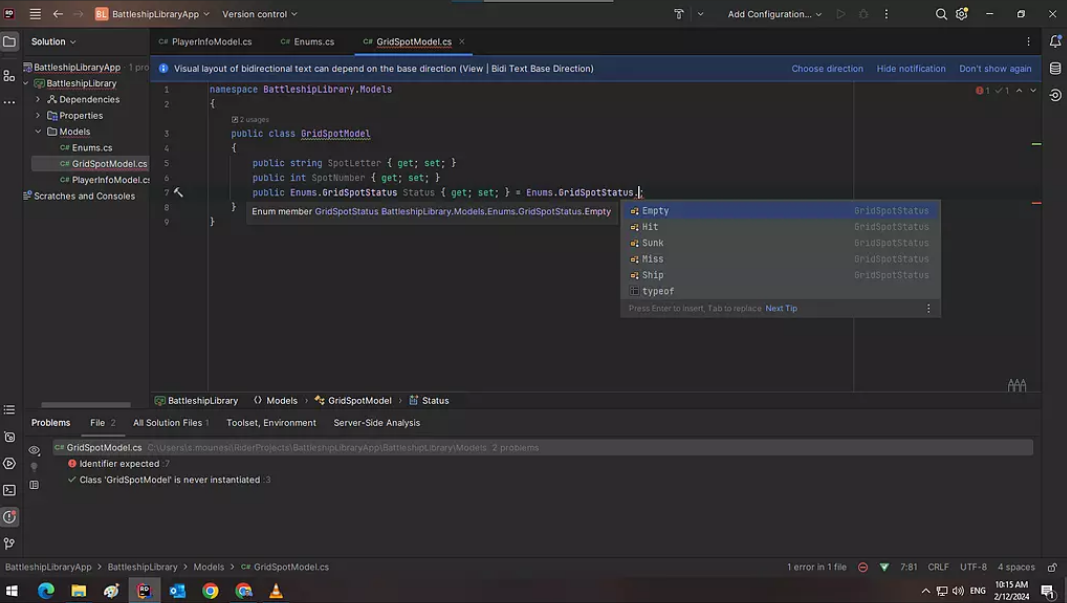 BL BattleshipLibraryApp Version control Add Configuration...
Solution
PlayerInfoModel.cs Enums.cs GridSpotModel.cs
BattleshipLibraryApp · 1 pro
BattleshipLibrary
Dependencies
Properties
Models
C# Enums.cs
C# GridSpotModel.cs
C# PlayerInfoModel.cs
Scratches and Consoles
Visual layout of bidirectional text can depend on the base direction (View | Bidi Text Base Direction) Choose direction Hide notification Don't show again
1 namespace BattleshipLibrary.Models
1 1
2 {
2 usages
3 public class GridSpotModel
4 {
5 public string SpotLetter { get; set; }
6 public int SpotNumber { get; set; }
7 public Enums.GridSpotStatus Status { get; set; } = Enums.GridSpotStatus.;
8 }
9 }
Enum member GridSpotStatus BattleshipLibrary.Models.Enums.GridSpotStatus.Empty
Empty GridSpotStatus
Hit GridSpotStatus
Sunk GridSpotStatus
Miss GridSpotStatus
Ship GridSpotStatus
typeof
Press Enter to insert, Tab to replace Next Tip
BattleshipLibrary Models GridSpotModel Status
Problems File 2 All Solution Files 1 Toolset, Environment Server-Side Analysis
C# GridSpotModel.cs C:\Users\s.mounesi\RiderProjects\BattleshipLibraryApp\BattleshipLibrary\Models 2 problems
Identifier expected :7
Class 'GridSpotModel' is never instantiated :3
BattleshipLibraryApp > BattleshipLibrary > Models > C# GridSpotModel.cs 1 error in 1 file 7:81 CRLF UTF-8 4 spaces
ENG
10:15 AM
2/12/2024